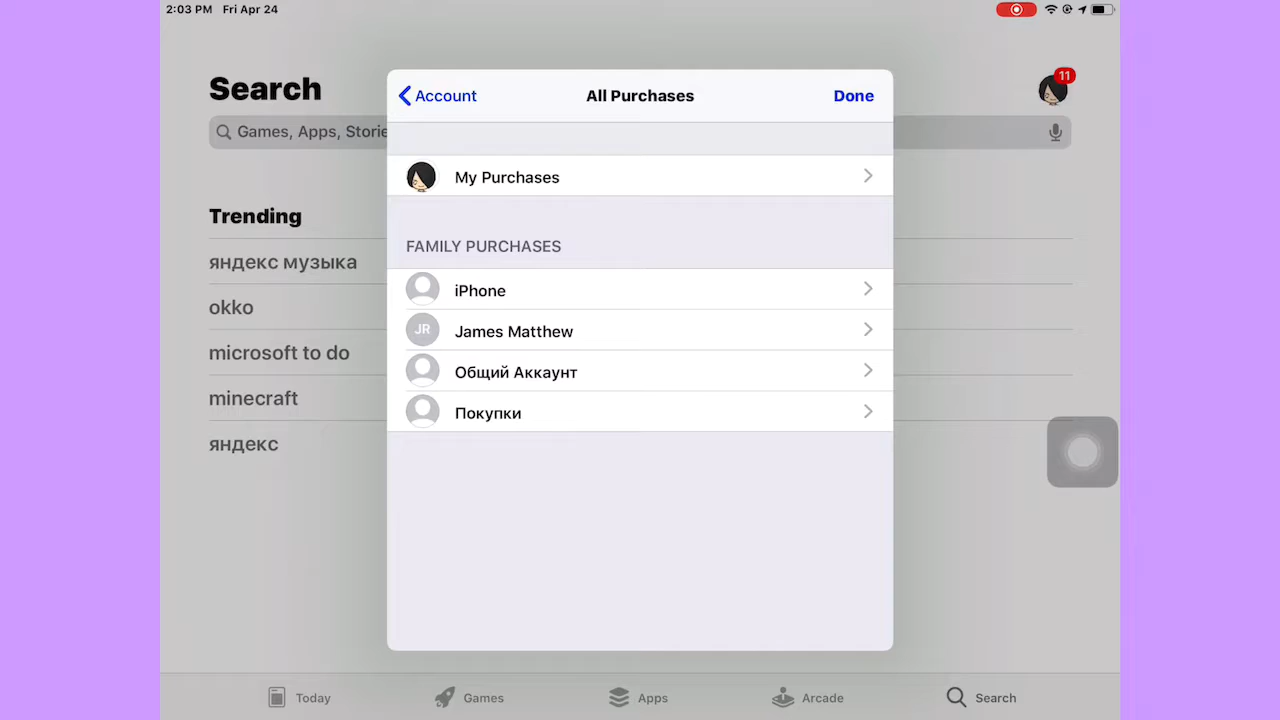 2:03 PM Fri Apr 24
Search
11
Games, Apps, Storie
Trending
яндекс музыка
okko
microsoft to do
minecraft
яндекс
Account
All Purchases
Done
My Purchases
FAMILY PURCHASES
iPhone
JR
James Matthew
Общий Аккаунт
Покупки
Today
Games
Apps
Arcade
Search